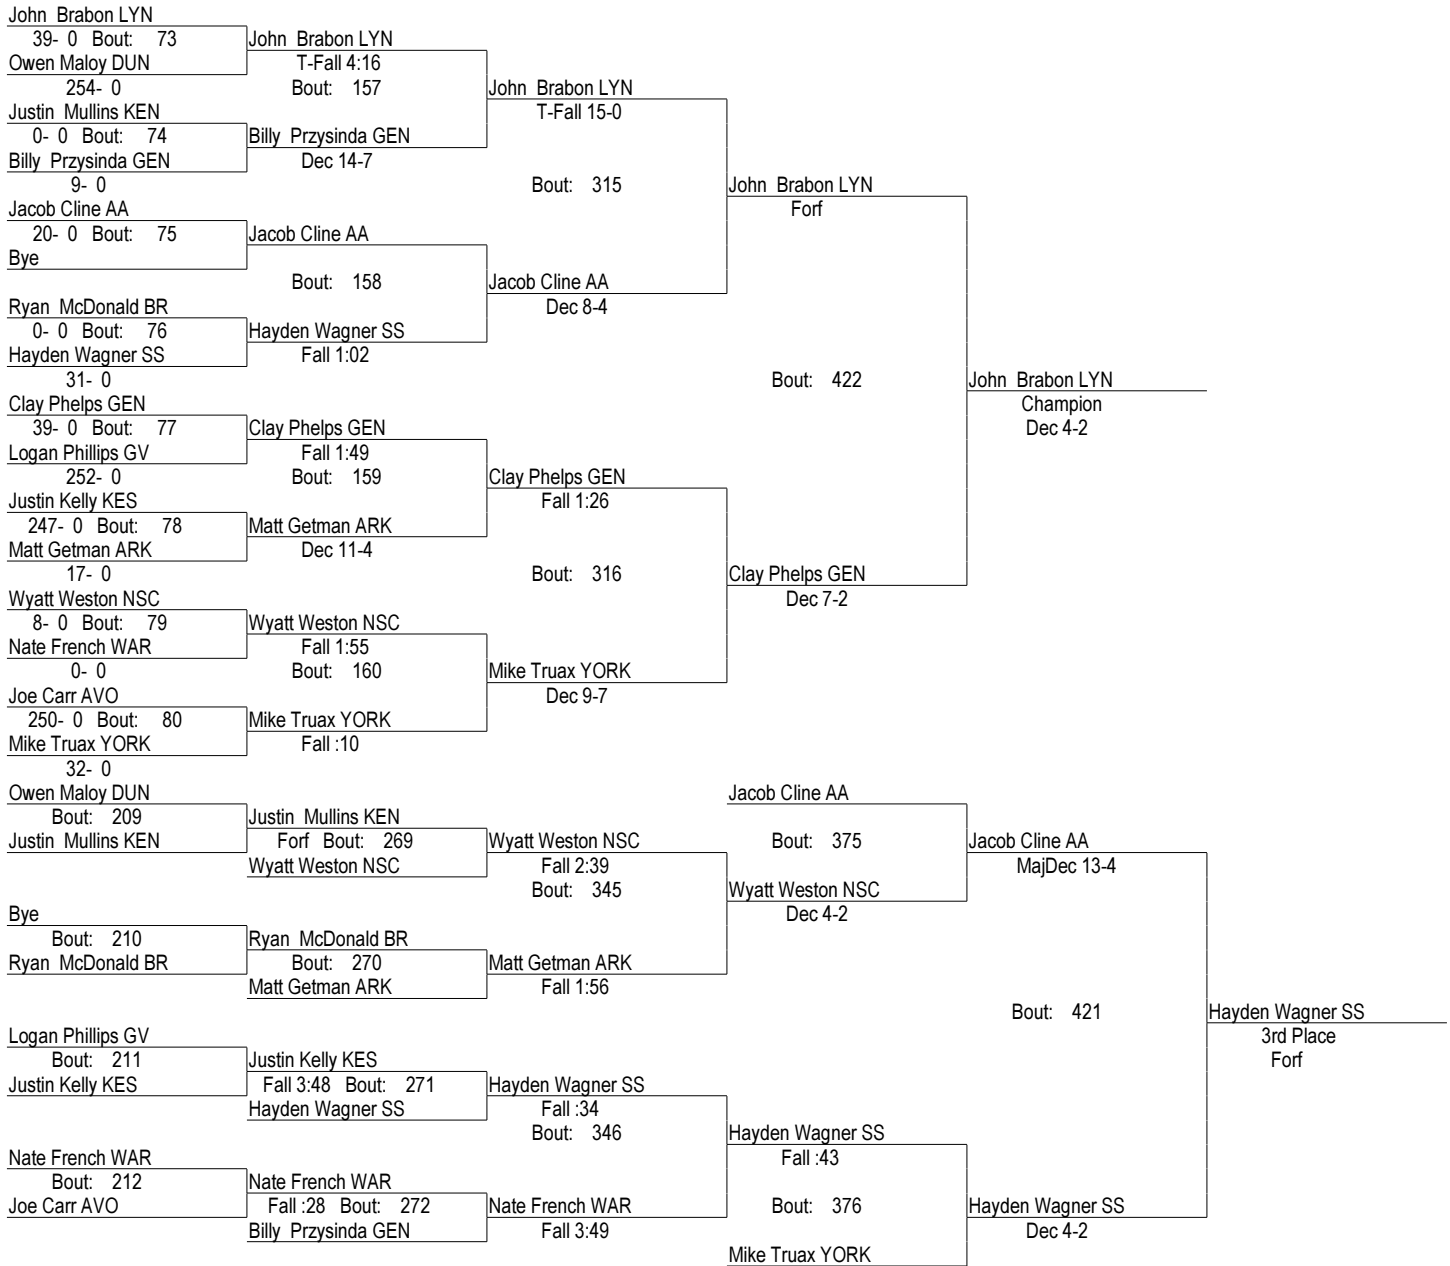 John  Brabon LYN
39-  0   Bout:    73
John  Brabon LYN
Owen Maloy DUN
T-Fall 4:16
254-  0
Bout:    157
John  Brabon LYN
Justin  Mullins KEN
T-Fall 15-0
0-  0   Bout:    74
Billy  Przysinda GEN
Billy  Przysinda GEN
Dec 14-7
9-  0
Bout:    315
John  Brabon LYN
Jacob Cline AA
Forf
20-  0   Bout:    75
Jacob Cline AA
Bye
Bout:    158
Jacob Cline AA
Ryan  McDonald BR
Dec 8-4
0-  0   Bout:    76
Hayden Wagner SS
Hayden Wagner SS
Fall 1:02
31-  0
Bout:    422
John  Brabon LYN
Clay Phelps GEN
Champion
39-  0   Bout:    77
Clay Phelps GEN
Dec 4-2
Logan Phillips GV
Fall 1:49
252-  0
Bout:    159
Clay Phelps GEN
Justin Kelly KES
Fall 1:26
247-  0   Bout:    78
Matt Getman ARK
Matt Getman ARK
Dec 11-4
17-  0
Bout:    316
Clay Phelps GEN
Wyatt Weston NSC
Dec 7-2
8-  0   Bout:    79
Wyatt Weston NSC
Nate French WAR
Fall 1:55
0-  0
Bout:    160
Mike Truax YORK
Joe Carr AVO
Dec 9-7
250-  0   Bout:    80
Mike Truax YORK
Mike Truax YORK
Fall :10
32-  0
Owen Maloy DUN
Jacob Cline AA
Bout:    209
Justin  Mullins KEN
Justin  Mullins KEN
Forf   Bout:    269
Wyatt Weston NSC
Bout:    375
Jacob Cline AA
Wyatt Weston NSC
Fall 2:39
MajDec 13-4
Bout:    345
Wyatt Weston NSC
Bye
Dec 4-2
Bout:    210
Ryan  McDonald BR
Ryan  McDonald BR
Bout:    270
Matt Getman ARK
Matt Getman ARK
Fall 1:56
Bout:    421
Hayden Wagner SS
Logan Phillips GV
3rd Place
Bout:    211
Justin Kelly KES
Forf
Justin Kelly KES
Fall 3:48   Bout:    271
Hayden Wagner SS
Hayden Wagner SS
Fall :34
Bout:    346
Hayden Wagner SS
Nate French WAR
Fall :43
Bout:    212
Nate French WAR
Joe Carr AVO
Fall :28   Bout:    272
Nate French WAR
Bout:    376
Hayden Wagner SS
Billy  Przysinda GEN
Fall 3:49
Dec 4-2
Mike Truax YORK